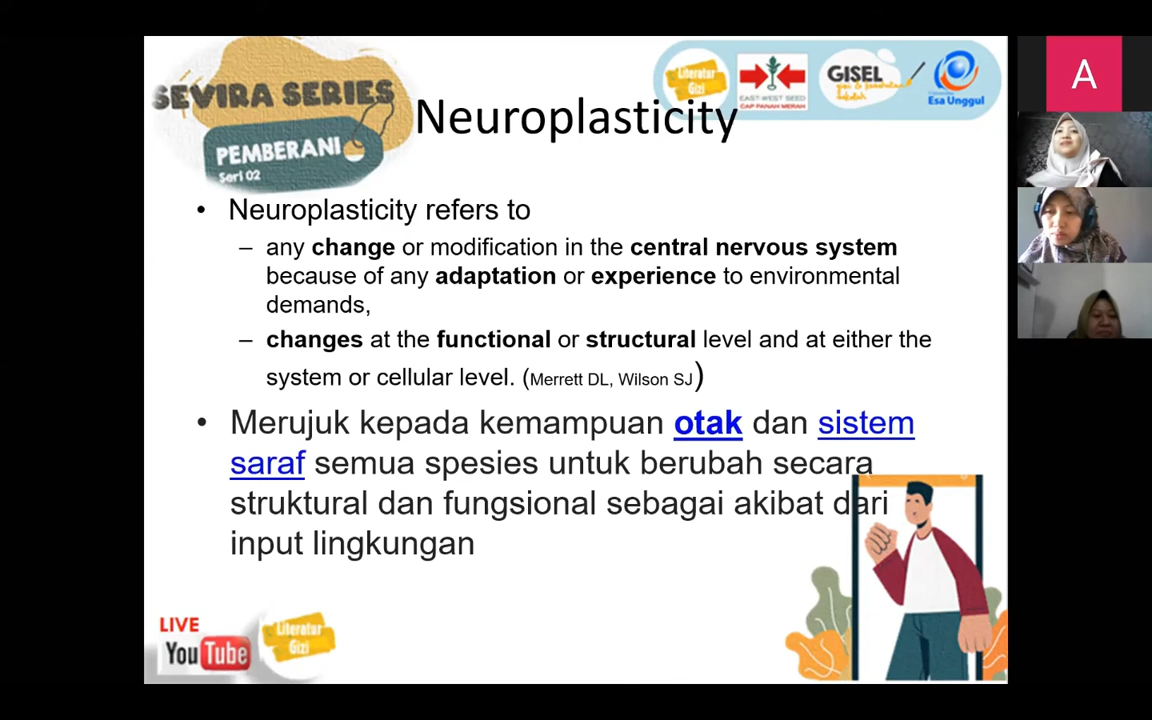 SEVIRA SERIES
PEMBERANI
Seri 02
Neuroplasticity
Literatur
Gizi
EAST-WEST SEED
CAP PANAH MERAH
GISEL
gizi & kesehatan
sekolah
Universitas
Esa Unggul
A
• Neuroplasticity refers to
– any change or modification in the central nervous system
because of any adaptation or experience to environmental
demands,
– changes at the functional or structural level and at either the
system or cellular level. (Merrett DL, Wilson SJ)
• Merujuk kepada kemampuan otak dan sistem
saraf semua spesies untuk berubah secara
struktural dan fungsional sebagai akibat dari
input lingkungan
LIVE
YouTube
Literatur
Gizi